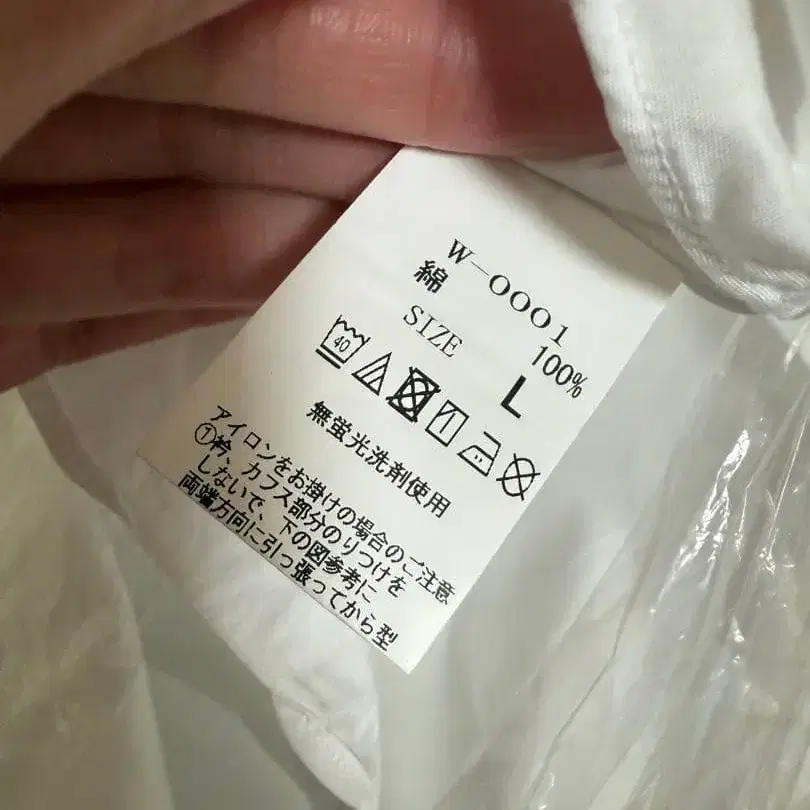 W-0001
綿 100%
SIZE L
40
無蛍光洗剤使用
アイロンをお掛けの場合のご注意
①衿、カフス部分のりつけを
しないで、下の図参考に
両端方向に引っ張ってから型